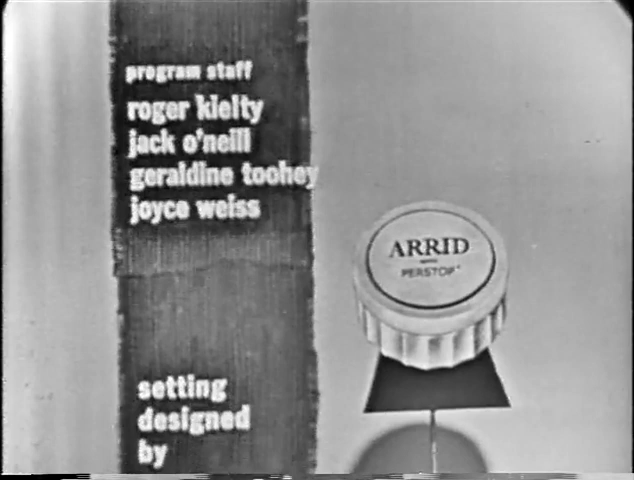 program staff
roger kielty
jack o'neill
geraldine toohey
joyce weiss
setting
designed
by
ARRID
PERSTOP*